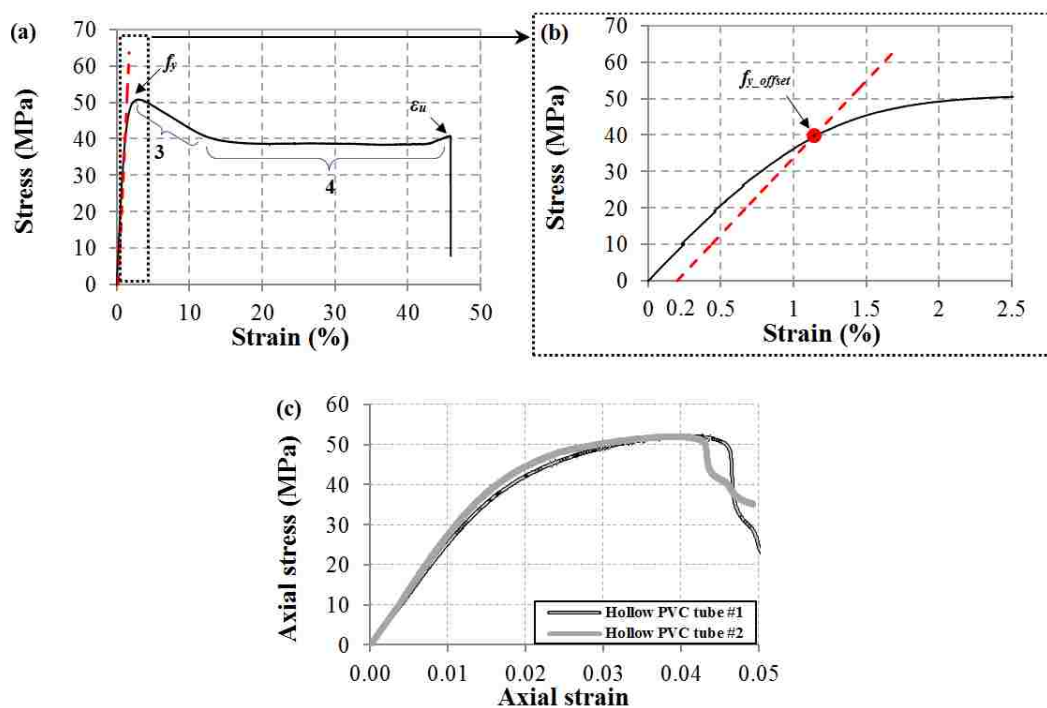 (a)
70
60
50
40
30
20
10
0
Stress (MPa)
f_y
ε_u
3
4
0 10 20 30 40 50
Strain (%)
(b)
70
60
50
40
30
20
10
0
Stress (MPa)
f_y_offset
0 0.2 0.5 1 1.5 2 2.5
Strain (%)
(c)
60
50
40
30
20
10
0
Axial stress (MPa)
Hollow PVC tube #1
Hollow PVC tube #2
0.00 0.01 0.02 0.03 0.04 0.05
Axial strain